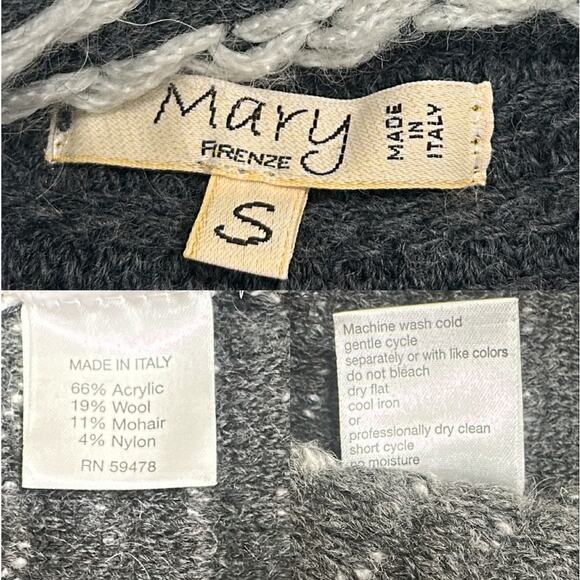 Mary
FIRENZE
MADE
IN
ITALY
S
MADE IN ITALY
66% Acrylic
19% Wool
11% Mohair
4% Nylon
RN 59478
Machine wash cold
gentle cycle
separately or with like colors
do not bleach
dry flat
cool iron
or
professionally dry clean
short cycle
no moisture